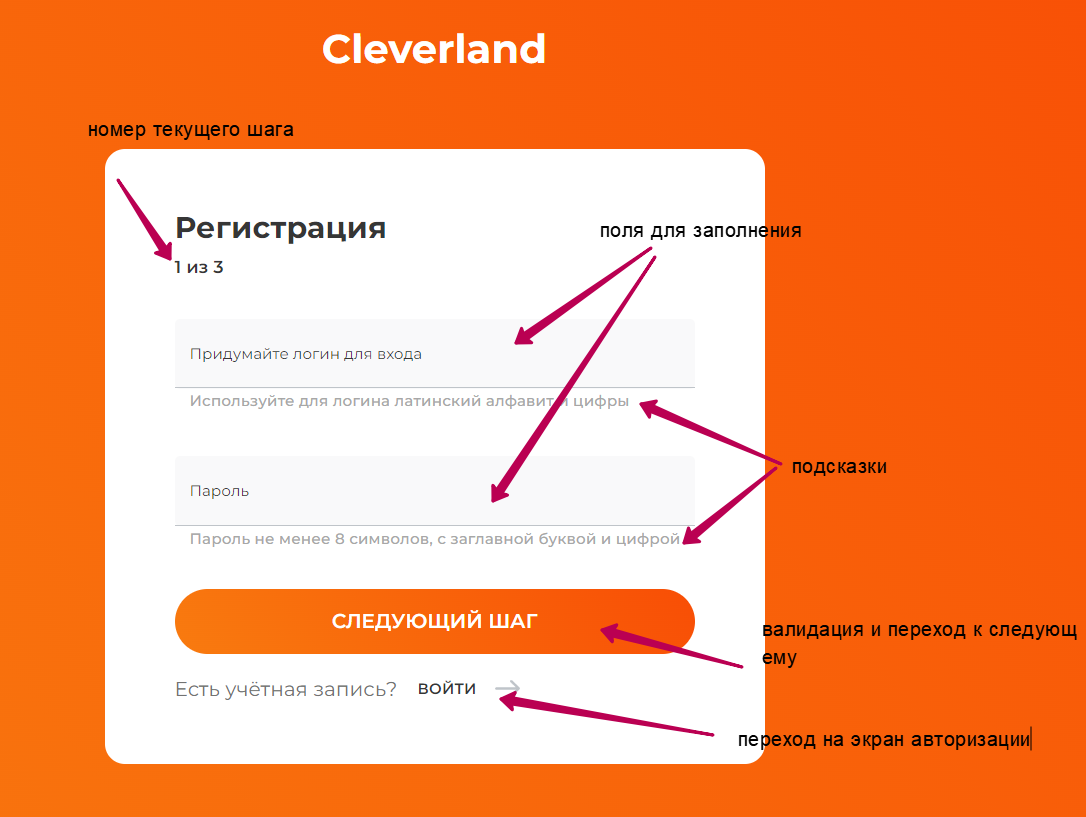 Cleverland
номер текущего шага
Регистрация
1 из 3
поля для заполнения
Придумайте логин для входа
Используйте для логина латинский алфавит и цифры
подсказки
Пароль
Пароль не менее 8 символов, с заглавной буквой и цифрой
СЛЕДУЮЩИЙ ШАГ
валидация и переход к следующ
ему
Есть учётная запись? ВОЙТИ
переход на экран авторизации